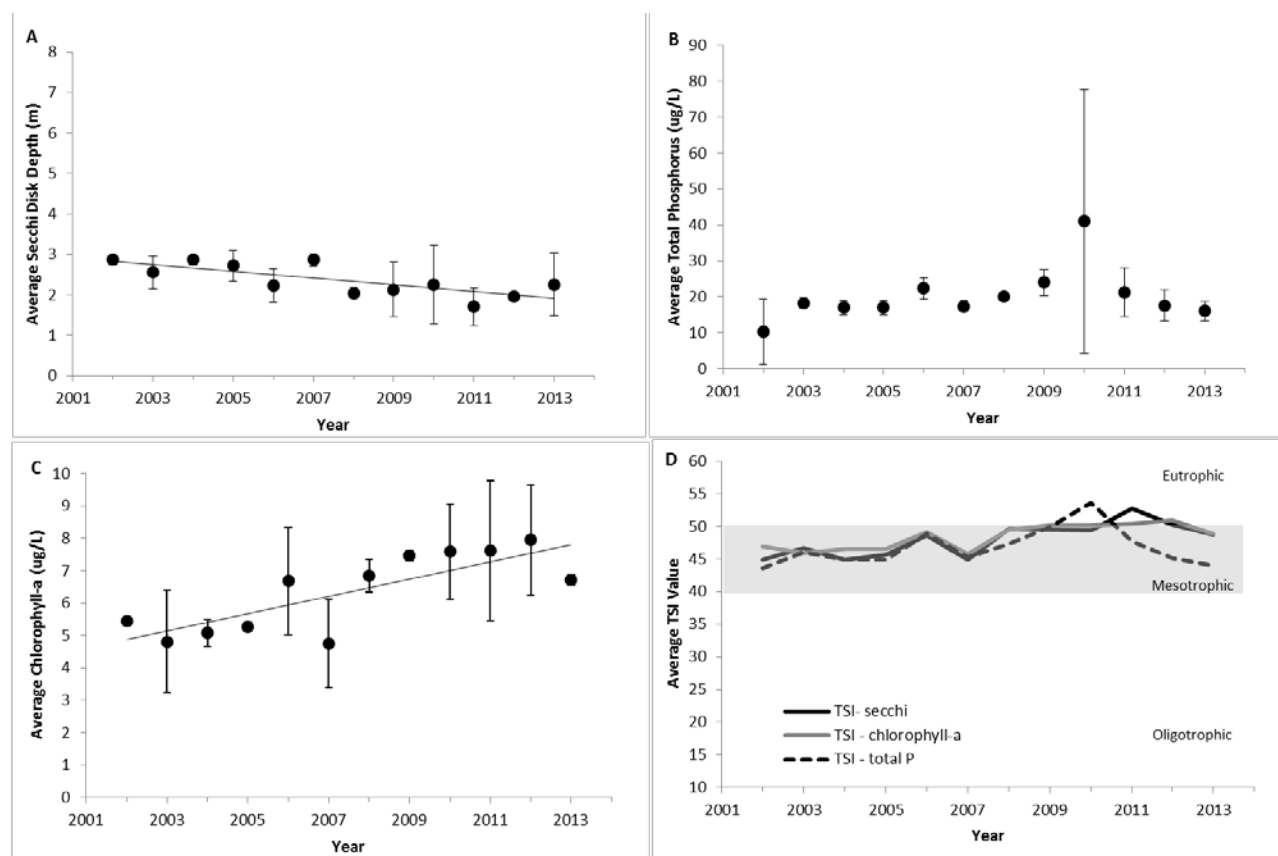 A
Average Secchi Disk Depth (m)
8
7
6
5
4
3
2
1
0
2001 2003 2005 2007 2009 2011 2013
Year
B
Average Total Phosphorus (ug/L)
90
80
70
60
50
40
30
20
10
0
2001 2003 2005 2007 2009 2011 2013
Year
C
Average Chlorophyll-a (ug/L)
10
9
8
7
6
5
4
3
2
1
0
2001 2003 2005 2007 2009 2011 2013
Year
D
Average TSI Value
60
55
50
45
40
35
30
25
20
15
10
Eutrophic
Mesotrophic
Oligotrophic
TSI- secchi
TSI - chlorophyll-a
TSI - total P
2001 2003 2005 2007 2009 2011 2013
Year